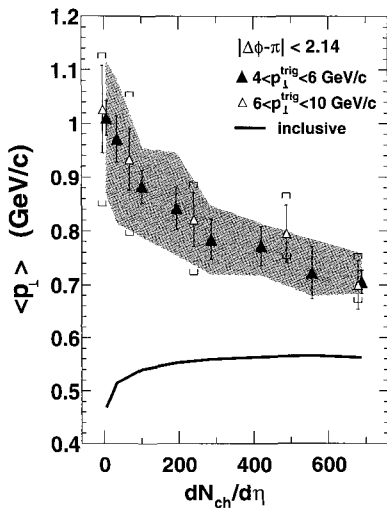 |Δϕ-π| < 2.14
▲ 4<p⊥^trig<6 GeV/c
△ 6<p⊥^trig<10 GeV/c
inclusive
<p⊥> (GeV/c)
1.2
1.1
1
0.9
0.8
0.7
0.6
0.5
0.4
0 200 400 600
dN_ch/dη